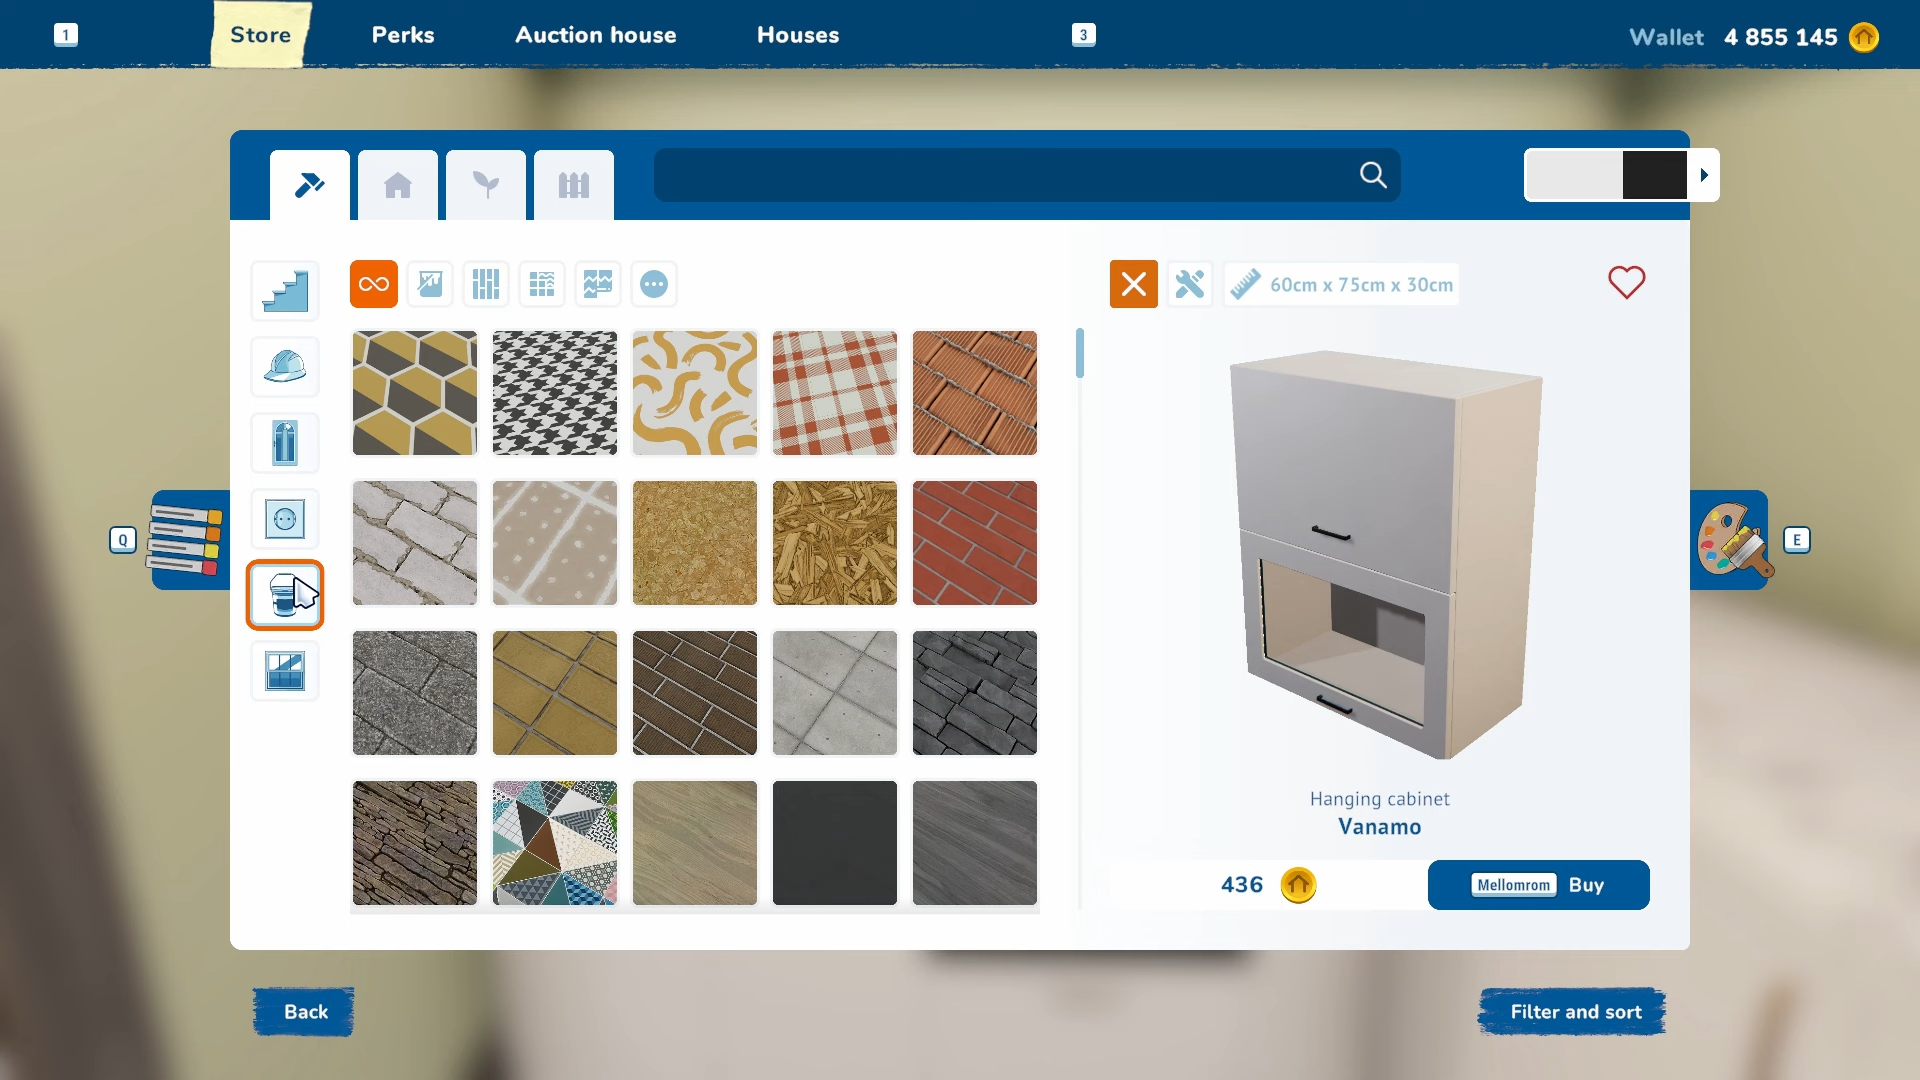 1
Store
Perks
Auction house
Houses
3
Wallet 4 855 145
60cm x 75cm x 30cm
Q
E
Hanging cabinet
Vanamo
436
Mellomrom Buy
Back
Filter and sort